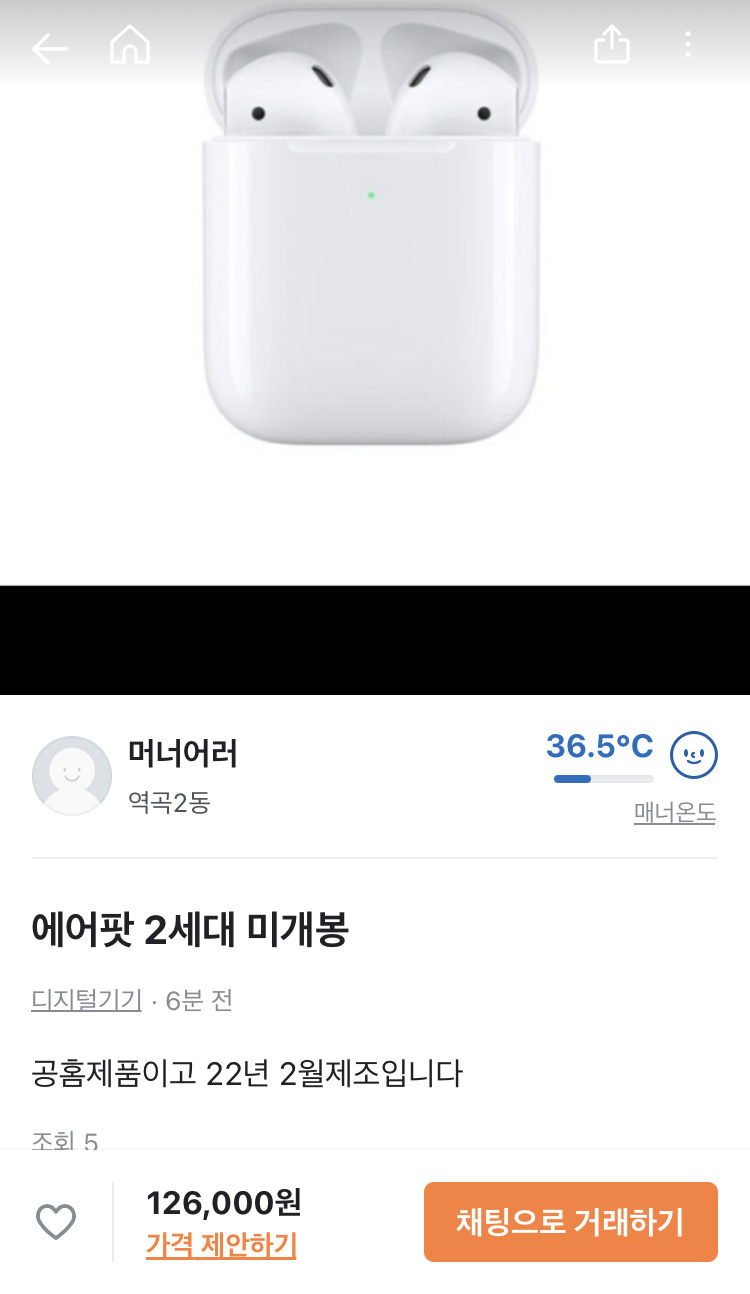 머너어러
역곡2동
36.5°C
매너온도
에어팟 2세대 미개봉
디지털기기 · 6분 전
공홈제품이고 22년 2월제조입니다
조회 5
126,000원
가격 제안하기
채팅으로 거래하기